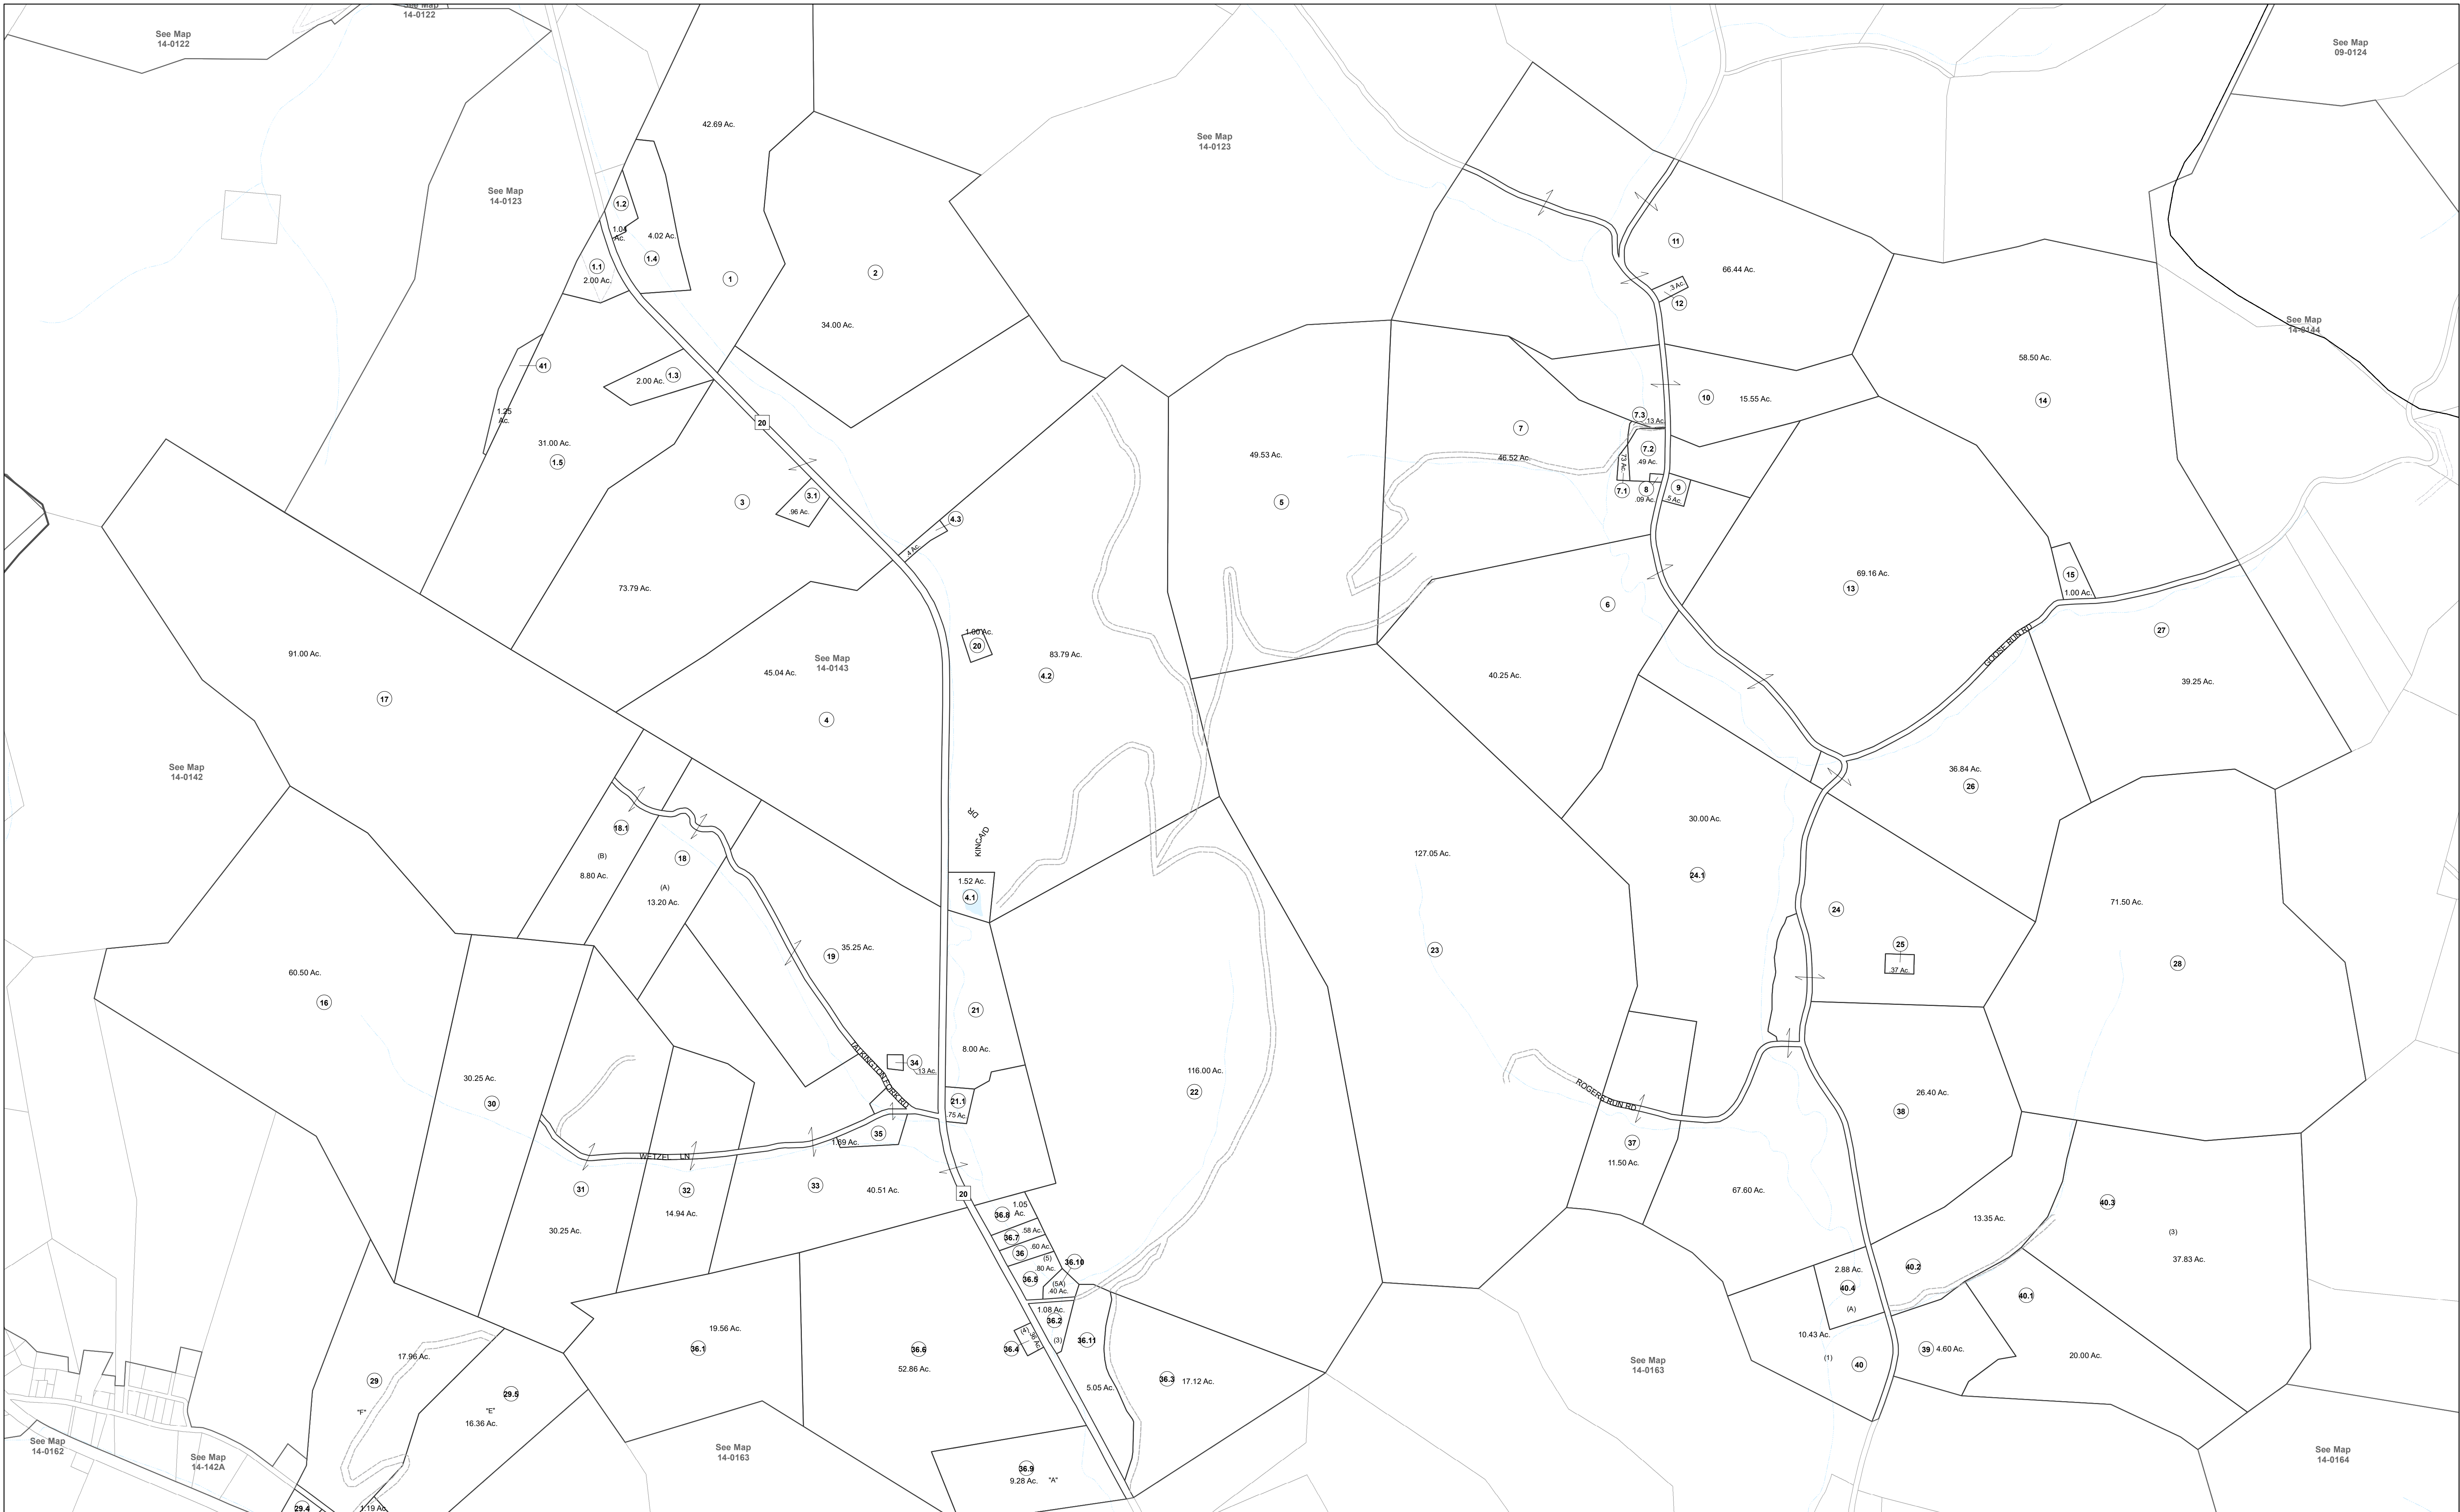 See Map
14-0122
See Map
14-0122
See Map
09-0124
See Map
14-0123
See Map
14-0123
42.69 Ac.
1.2
1.04
Ac.
4.02 Ac.
1.4
1.1
2.00 Ac.
1
2
34.00 Ac.
11
66.44 Ac.
.3 Ac.
12
See Map
14-0144
58.50 Ac.
14
41
1.25
Ac.
2.00 Ac.
1.3
31.00 Ac.
1.5
20
10
15.55 Ac.
7.3
.13 Ac.
7
46.52 Ac.
7.2
.49 Ac.
.73 Ac.
7.1
8
.09 Ac.
9
.5 Ac.
49.53 Ac.
5
3
3.1
.96 Ac.
4.3
.4 Ac.
73.79 Ac.
69.16 Ac.
13
15
1.00 Ac.
6
27
GOOSE RUN RD
1.00 Ac.
20
83.79 Ac.
4.2
91.00 Ac.
17
See Map
14-0143
45.04 Ac.
4
40.25 Ac.
39.25 Ac.
See Map
14-0142
36.84 Ac.
26
18.1
(B)
8.80 Ac.
18
(A)
13.20 Ac.
KINCAID
DR
30.00 Ac.
24.1
127.05 Ac.
1.52 Ac.
4.1
71.50 Ac.
24
25
.37 Ac.
23
28
35.25 Ac.
19
60.50 Ac.
16
21
8.00 Ac.
TALKINGTON FORK RD
34
.13 Ac.
116.00 Ac.
22
30.25 Ac.
30
21.1
.75 Ac.
ROGERS RUN RD
26.40 Ac.
38
35
1.69 Ac.
37
11.50 Ac.
WETZEL LN
31
32
33
40.51 Ac.
20
67.60 Ac.
14.94 Ac.
30.25 Ac.
36.8
1.05
Ac.
36.7
.58 Ac.
36
.60 Ac.
(5)
.80 Ac.
36.5
36.10
(5A)
.40 Ac.
13.35 Ac.
40.3
(3)
37.83 Ac.
2.88 Ac.
40.4
(A)
40.2
40.1
1.08 Ac.
36.2
(3)
(4)
.36 Ac.
36.4
36.11
19.56 Ac.
36.1
36.6
52.86 Ac.
5.05 Ac.
36.3
17.12 Ac.
See Map
14-0163
10.43 Ac.
(1)
40
39
4.60 Ac.
20.00 Ac.
17.96 Ac.
29
"F"
29.5
"E"
16.36 Ac.
See Map
14-0162
See Map
14-142A
See Map
14-0163
36.9
9.28 Ac.
"A"
See Map
14-0164
29.4
1.19 Ac.